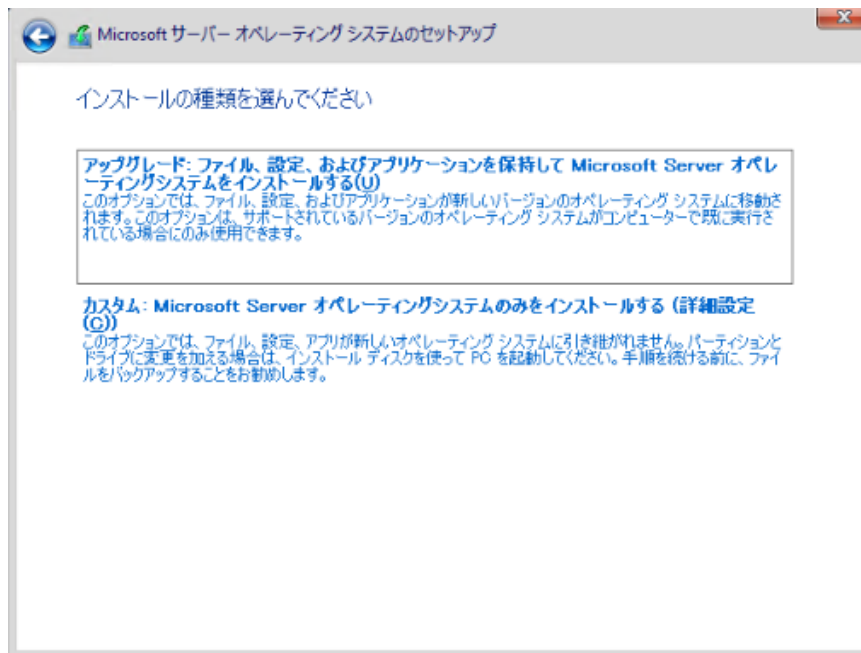 Microsoft サーバー オペレーティング システムのセットアップ
インストールの種類を選んでください
アップグレード: ファイル、設定、およびアプリケーションを保持して Microsoft Server オペレ
ーティングシステムをインストールする(U)
このオプションでは、ファイル、設定、およびアプリケーションが新しいバージョンのオペレーティング システムに移動さ
れます。このオプションは、サポートされているバージョンのオペレーティング システムがコンピューターで既に実行さ
れている場合にのみ使用できます。
カスタム: Microsoft Server オペレーティングシステムのみをインストールする (詳細設定
(C))
このオプションでは、ファイル、設定、アプリが新しいオペレーティング システムに引き継がれません。パーティションと
ドライブに変更を加える場合は、インストール ディスクを使って PC を起動してください。手順を続ける前に、ファイ
ルをバックアップすることをお勧めします。